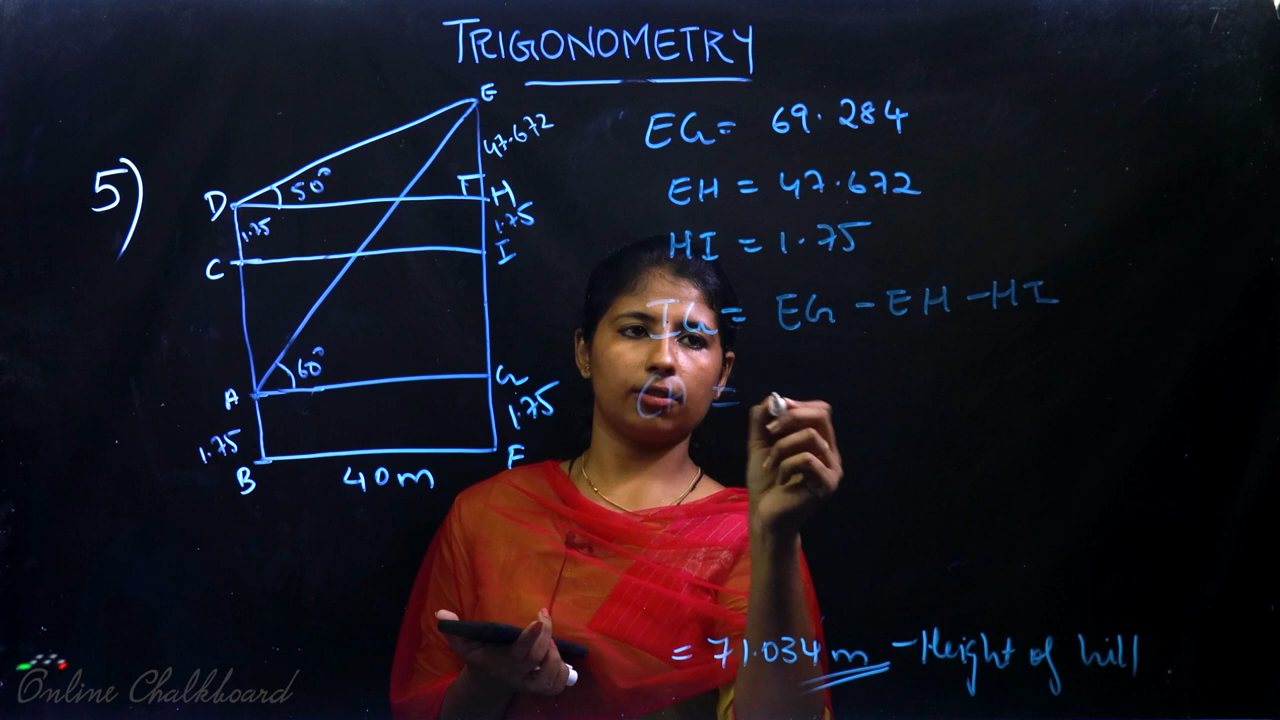 TRIGONOMETRY
5)
E
47.672
D
50°
H
1.75
1.75
C
I
60°
A
G
1.75
1.75
B
40m
F
EG = 69.284
EH = 47.672
HI = 1.75
IG = EG - EH - HI
=
= 71.034 m - Height of hill
Online Chalkboard